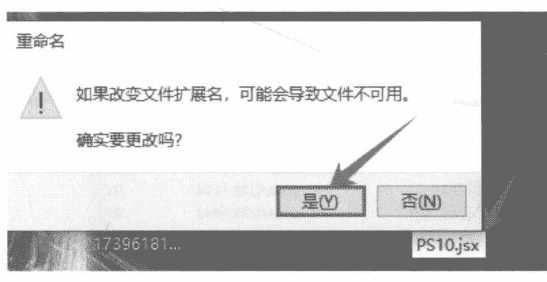 重命名
如果改变文件扩展名，可能会导致文件不可用。
确实要更改吗?
是(Y)
否(N)
17396181...
PS10.jsx